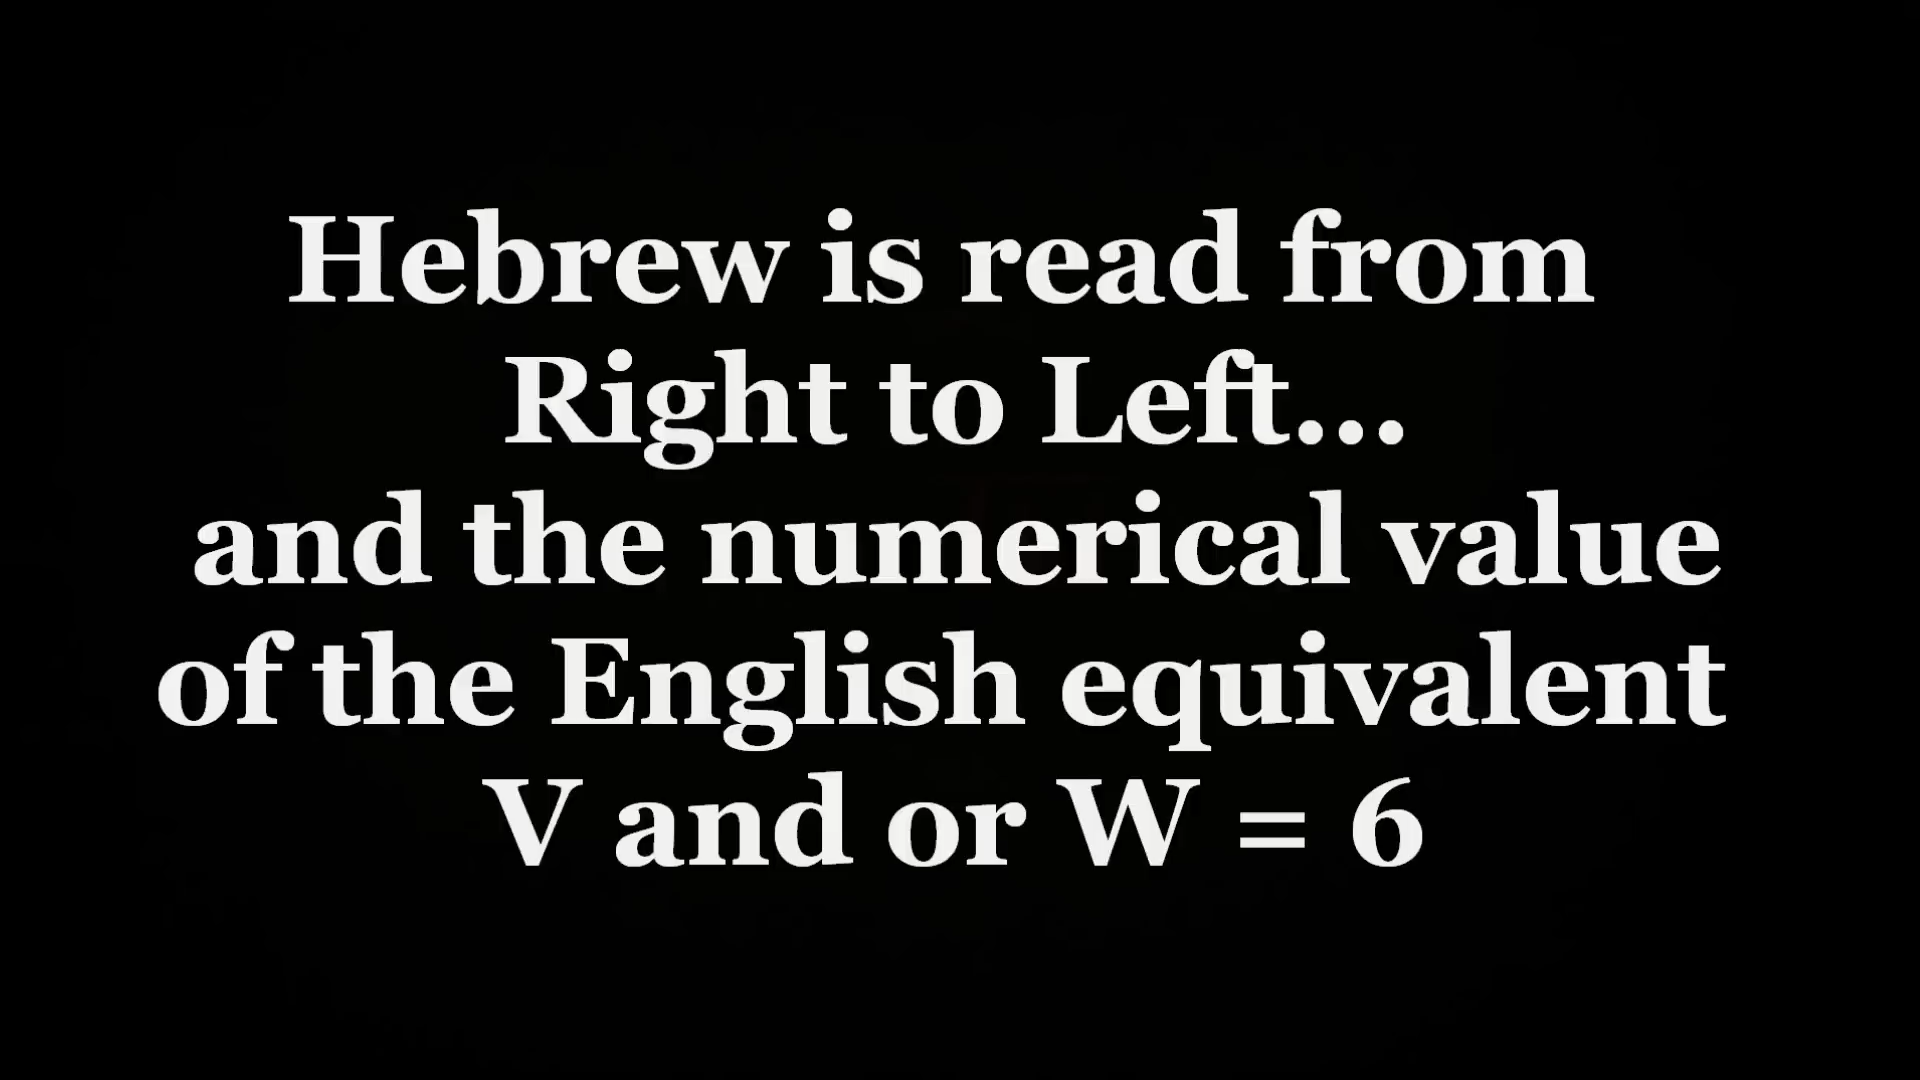 Hebrew is read from
Right to Left...
and the numerical value
of the English equivalent
V and or W = 6